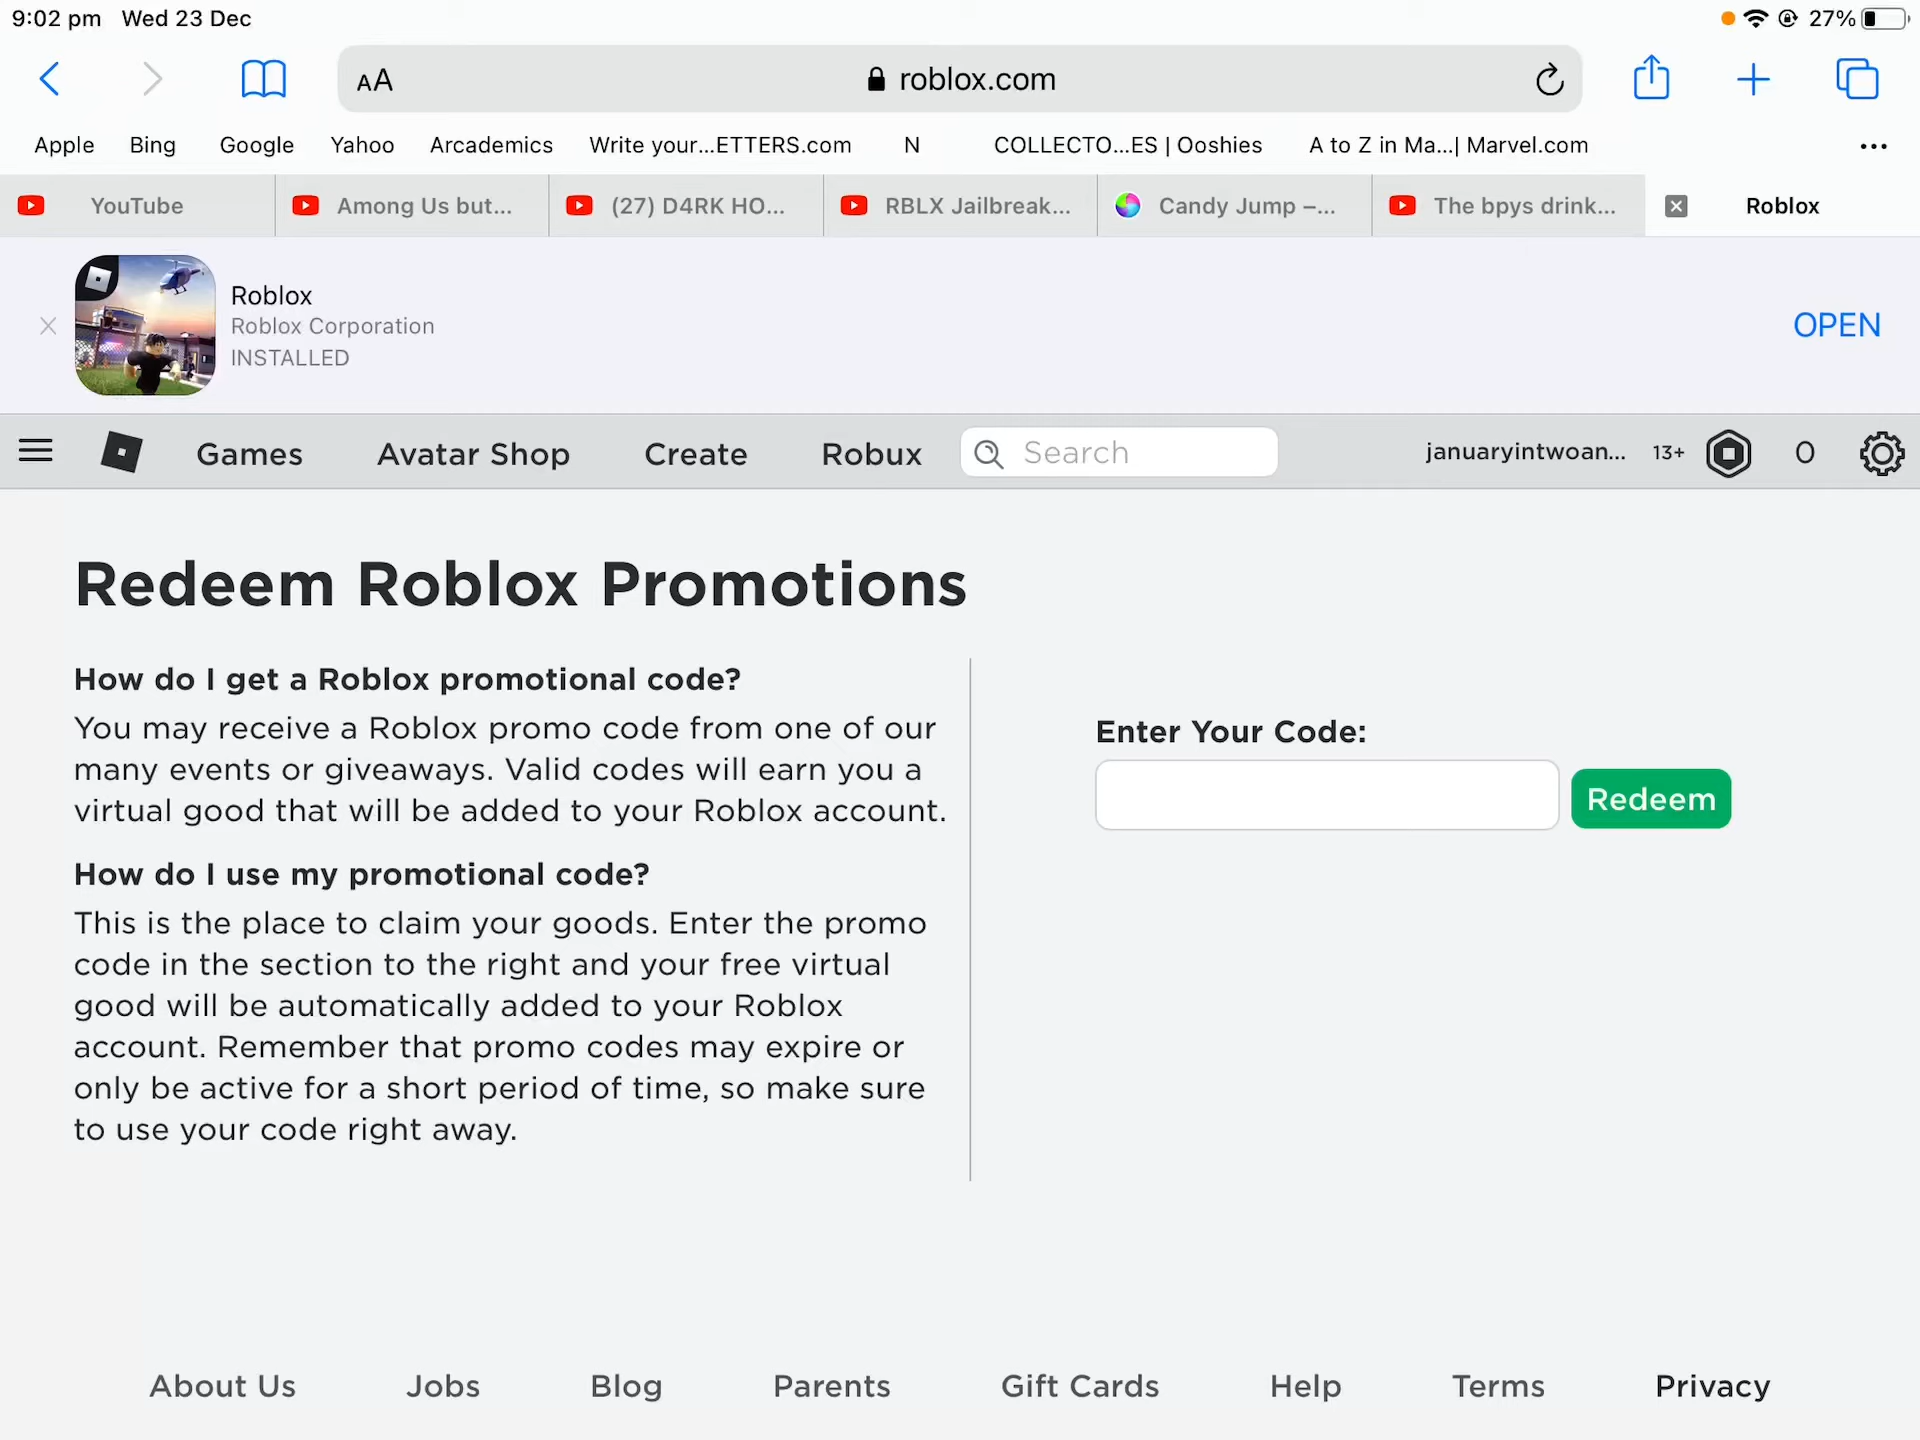 9:02 pm Wed 23 Dec
27%
AA roblox.com
Apple Bing Google Yahoo Arcademics Write your...ETTERS.com N COLLECTO...ES | Ooshies A to Z in Ma...| Marvel.com
YouTube Among Us but... (27) D4RK HO... RBLX Jailbreak... Candy Jump –... The bpys drink... Roblox
Roblox
Roblox Corporation
INSTALLED
OPEN
Games Avatar Shop Create Robux Search januaryintwoan... 13+ 0
Redeem Roblox Promotions
How do I get a Roblox promotional code?
You may receive a Roblox promo code from one of our
many events or giveaways. Valid codes will earn you a
virtual good that will be added to your Roblox account.
How do I use my promotional code?
This is the place to claim your goods. Enter the promo
code in the section to the right and your free virtual
good will be automatically added to your Roblox
account. Remember that promo codes may expire or
only be active for a short period of time, so make sure
to use your code right away.
Enter Your Code:
Redeem
About Us Jobs Blog Parents Gift Cards Help Terms Privacy